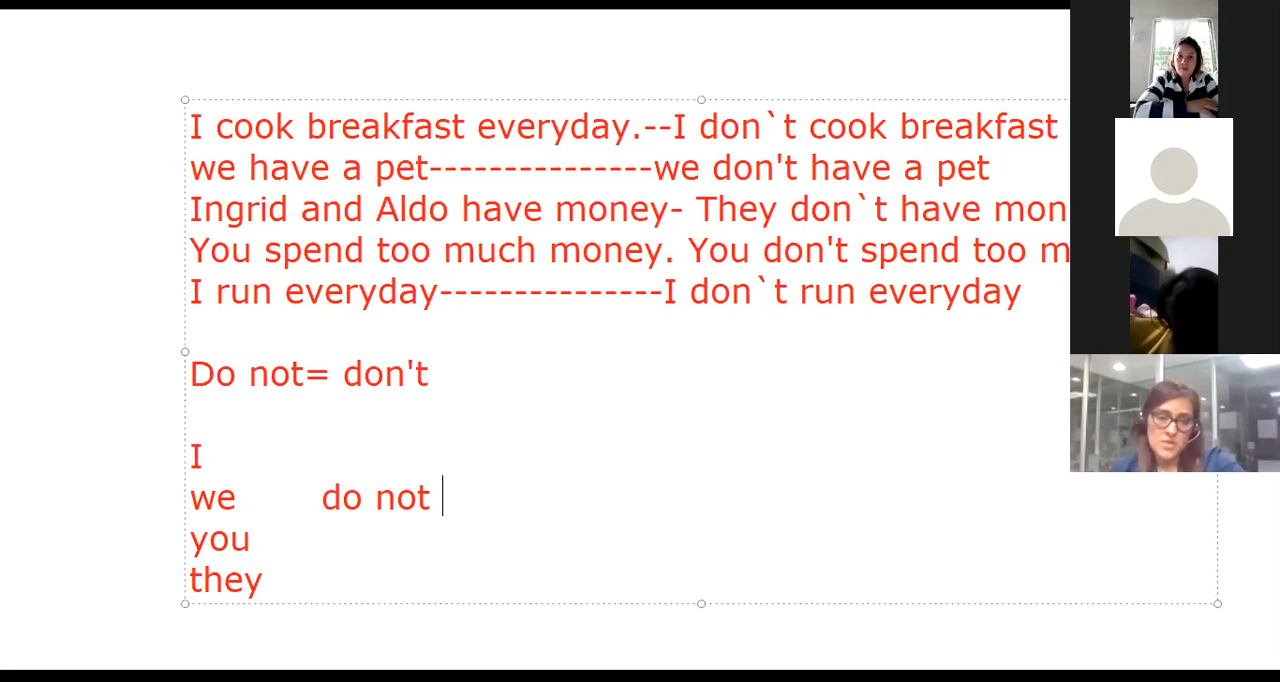 I cook breakfast everyday.--I don`t cook breakfast
we have a pet---------------we don't have a pet
Ingrid and Aldo have money- They don`t have mon
You spend too much money. You don't spend too m
I run everyday---------------I don`t run everyday
Do not= don't
I
we do not
you
they